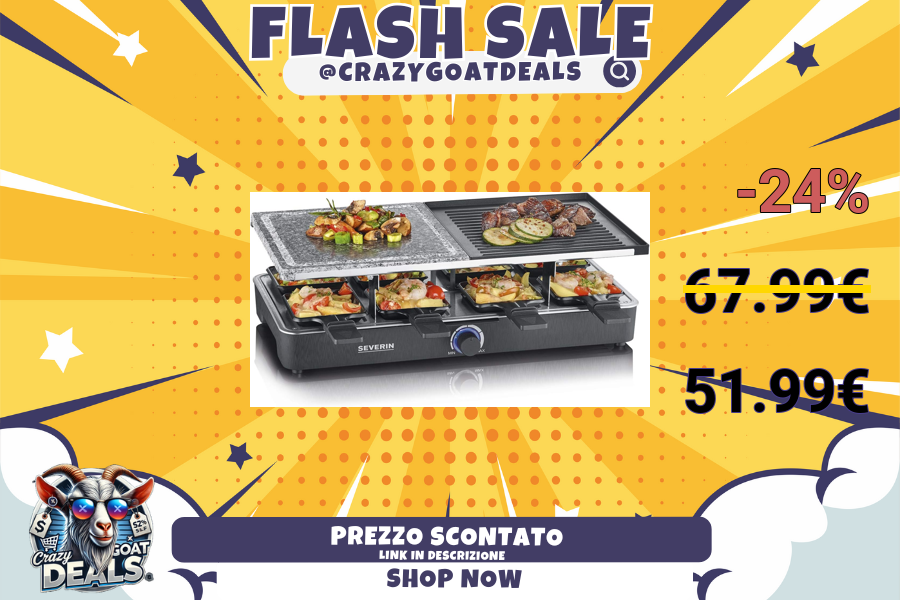 FLASH SALE
@CRAZYGOATDEALS
-24%
67.99€
51.99€
SEVERIN
PREZZO SCONTATO
LINK IN DESCRIZIONE
SHOP NOW
$
52%
Crazy GOAT
DEALS